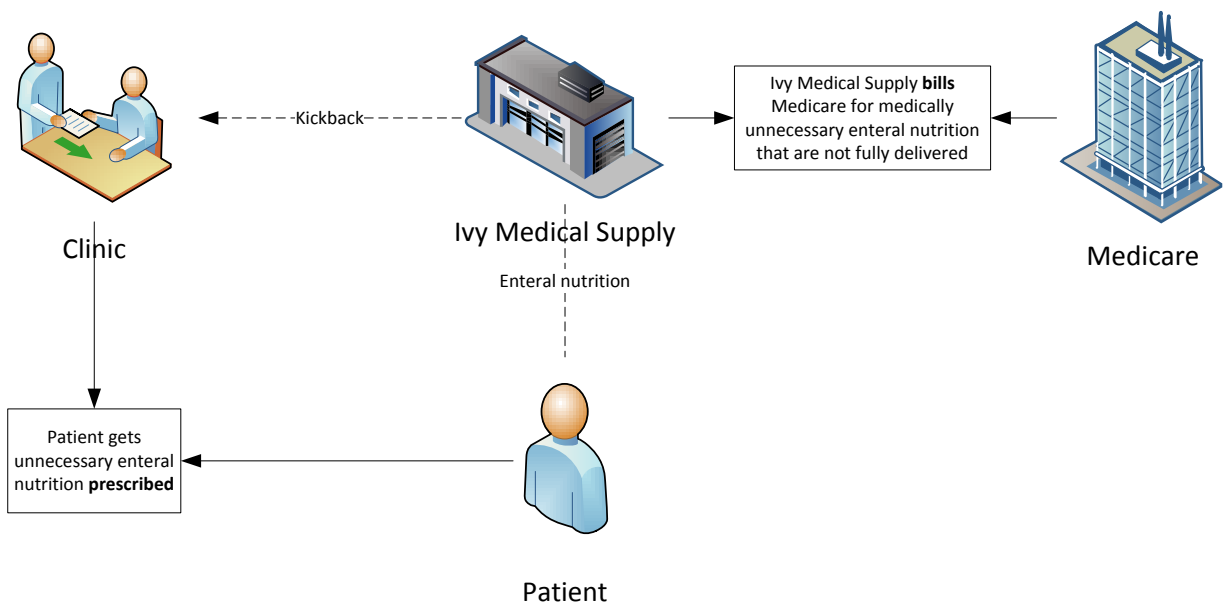 Ivy Medical Supply bills
Medicare for medically
unnecessary enteral nutrition
that are not fully delivered
Kickback
Clinic
Ivy Medical Supply
Medicare
Enteral nutrition
Patient gets
unnecessary enteral
nutrition prescribed
Patient